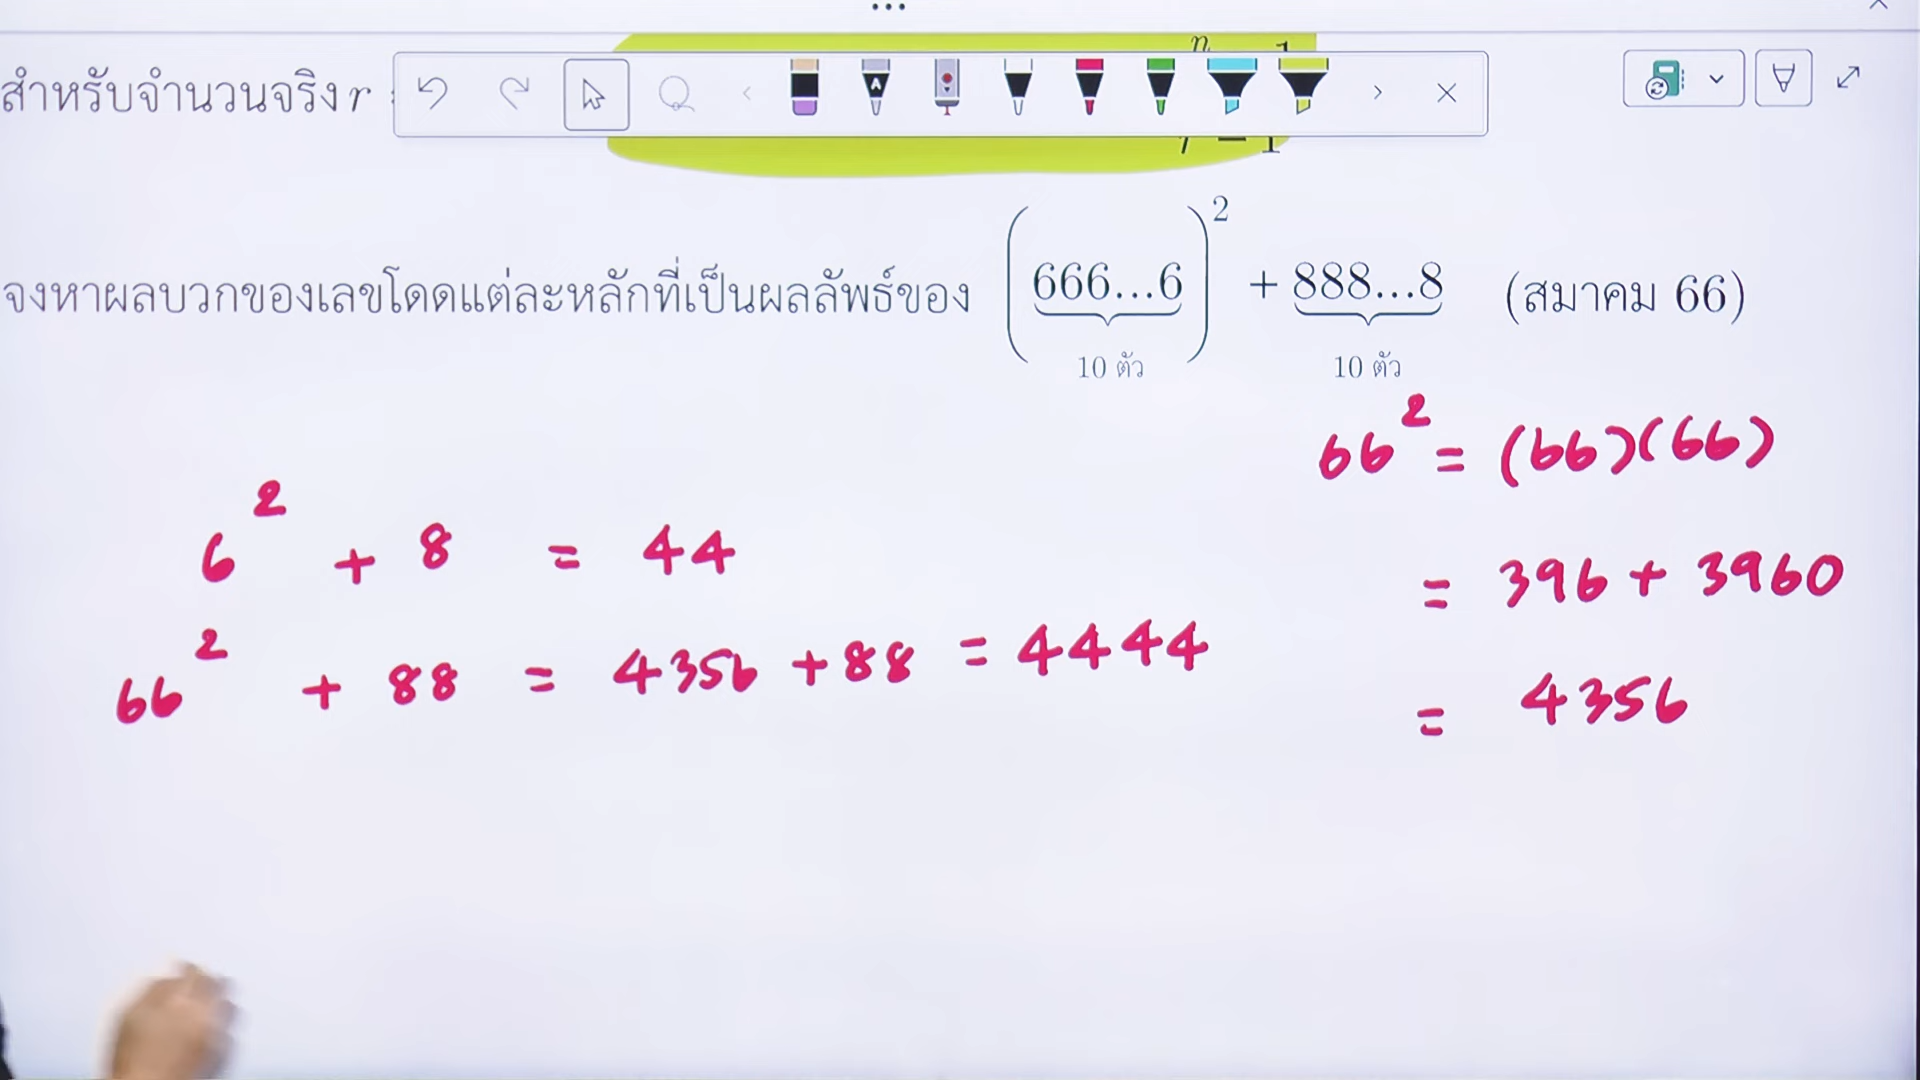 สำหรับจำนวนจริง r
n
1
r − 1
จงหาผลบวกของเลขโดดแต่ละหลักที่เป็นผลลัพธ์ของ (666...6)² + 888...8 (สมาคม 66)
10 ตัว 10 ตัว
66² = (66)(66)
6² + 8 = 44
= 396 + 3960
66² + 88 = 4356 + 88 = 4444
= 4356